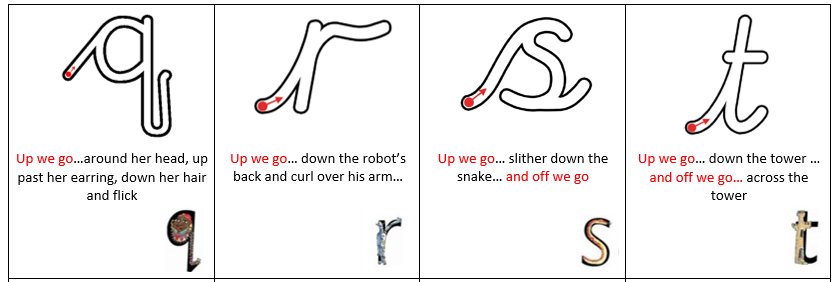 q
Up we go…around her head, up
past her earring, down her hair
and flick
q
r
Up we go… down the robot's
back and curl over his arm…
r
s
Up we go… slither down the
snake… and off we go
s
t
Up we go… down the tower …
and off we go… across the
tower
t